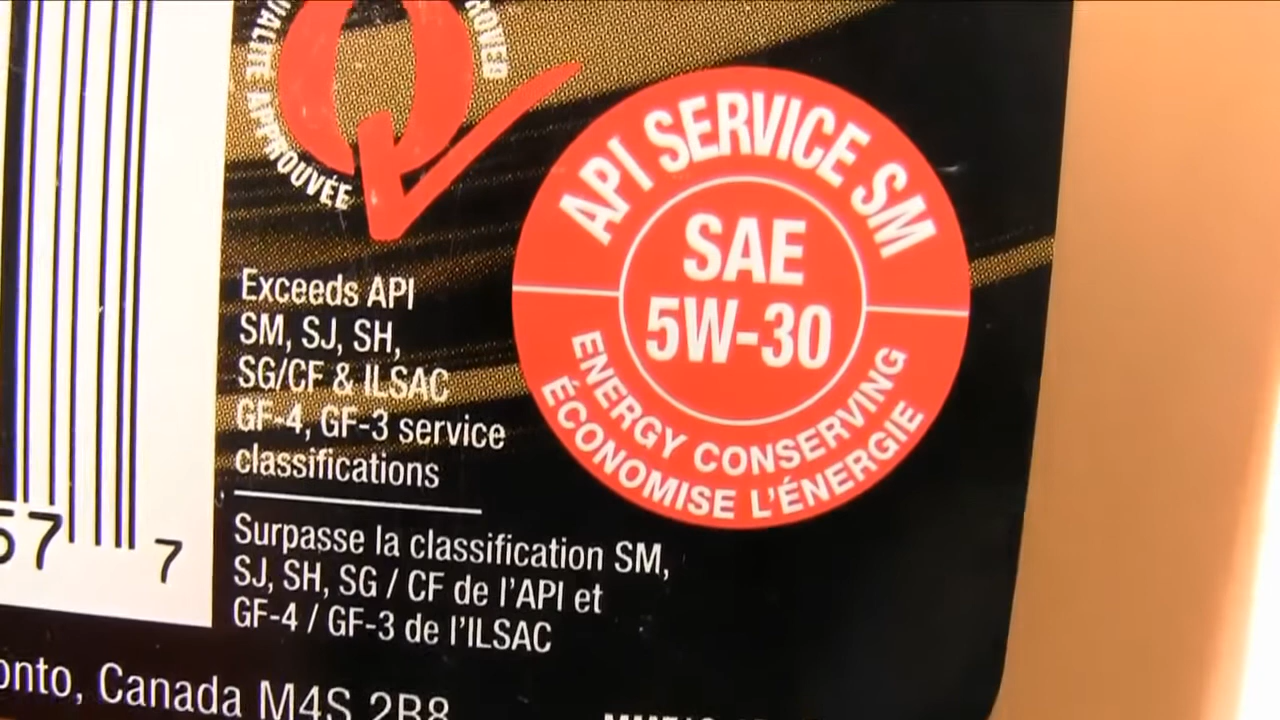 APPROUVÉE
API SERVICE SM
SAE
5W-30
ENERGY CONSERVING
ÉCONOMISE L'ÉNERGIE
Exceeds API
SM, SJ, SH,
SG/CF & ILSAC
GF-4, GF-3 service
classifications
Surpasse la classification SM,
SJ, SH, SG / CF de l'API et
GF-4 / GF-3 de l'ILSAC
57 7
Canada M4S 2B8